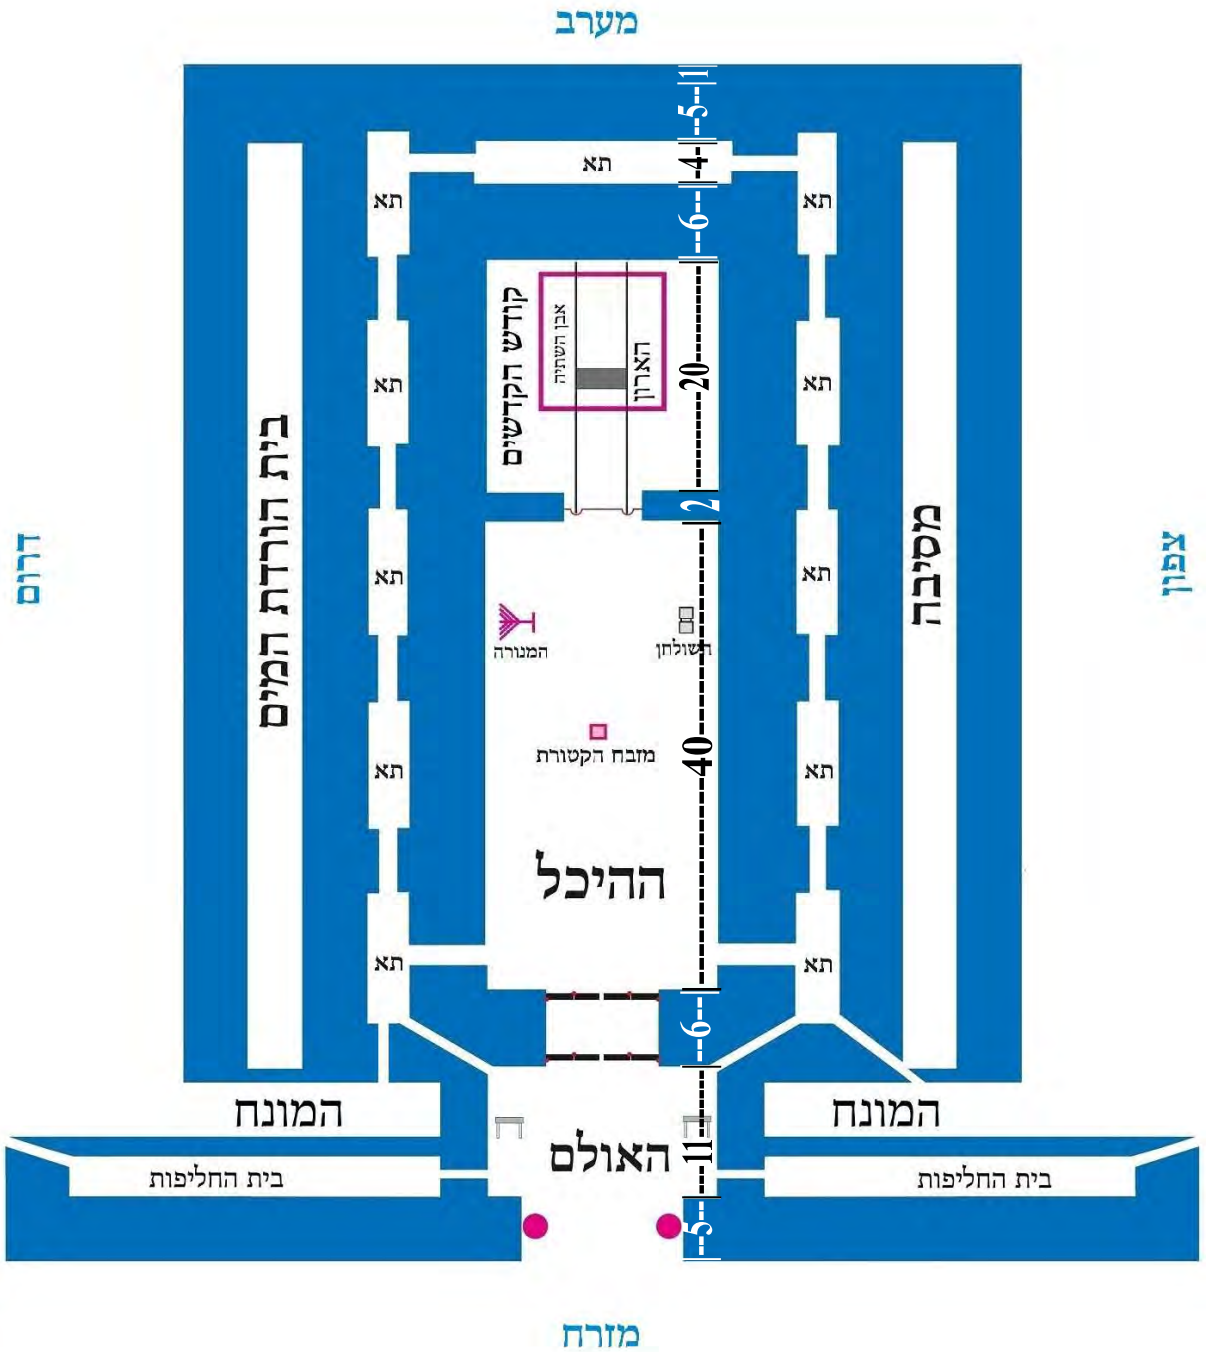 מערב
1
5
תא
4
תא
תא
6
קודש הקדשים
אבן השתיה
הארון
20
תא
תא
בית הורדת המים
מסיבה
2
דרום
צפון
תא
תא
המנורה
השולחן
מזבח הקטורת
40
תא
תא
ההיכל
תא
תא
6
המונח
המונח
האולם
11
בית החליפות
בית החליפות
5
מזרח